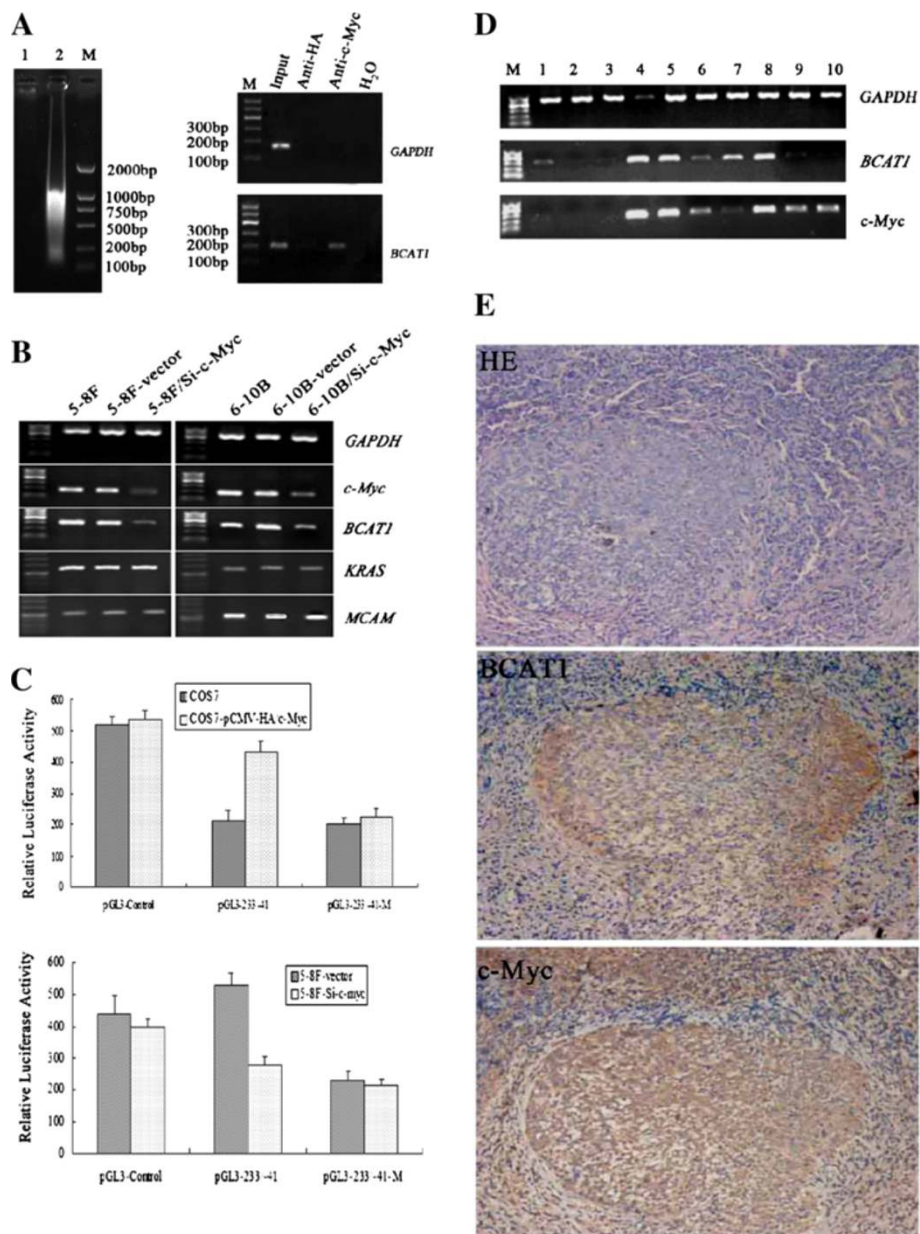 A
1 2 M
2000bp
1000bp
750bp
500bp
200bp
100bp
M Input Anti-HA Anti-c-Myc H2O
300bp
200bp
100bp
GAPDH
300bp
200bp
100bp
BCAT1
B
5-8F 5-8F-vector 5-8F/Si-c-Myc 6-10B 6-10B-vector 6-10B/Si-c-Myc
GAPDH
c-Myc
BCAT1
KRAS
MCAM
C
Relative Luciferase Activity
600
500
400
300
200
100
0
COS7
COS7-pCMV-HA/c-Myc
pGL3-Control pGL3-233/-41 pGL3-233/-41-M
Relative Luciferase Activity
600
500
400
300
200
100
0
5-8F-vector
5-8F-Si-c-myc
pGL3-Control pGL3-233/-41 pGL3-233/-41-M
D
M 1 2 3 4 5 6 7 8 9 10
GAPDH
BCAT1
c-Myc
E
HE
BCAT1
c-Myc